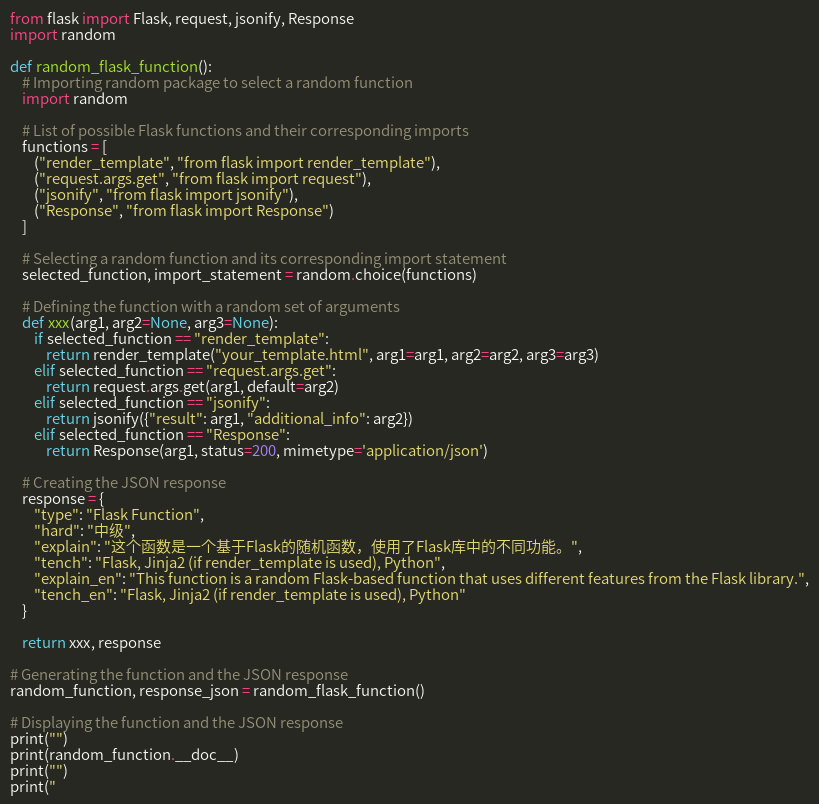 from flask import Flask, request, jsonify, Response
import random

def random_flask_function():
    # Importing random package to select a random function
    import random

    # List of possible Flask functions and their corresponding imports
    functions = [
        ("render_template", "from flask import render_template"),
        ("request.args.get", "from flask import request"),
        ("jsonify", "from flask import jsonify"),
        ("Response", "from flask import Response")
    ]

    # Selecting a random function and its corresponding import statement
    selected_function, import_statement = random.choice(functions)

    # Defining the function with a random set of arguments
    def xxx(arg1, arg2=None, arg3=None):
        if selected_function == "render_template":
            return render_template("your_template.html", arg1=arg1, arg2=arg2, arg3=arg3)
        elif selected_function == "request.args.get":
            return request.args.get(arg1, default=arg2)
        elif selected_function == "jsonify":
            return jsonify({"result": arg1, "additional_info": arg2})
        elif selected_function == "Response":
            return Response(arg1, status=200, mimetype='application/json')

    # Creating the JSON response
    response = {
        "type": "Flask Function",
        "hard": "中级",
        "explain": "这个函数是一个基于Flask的随机函数，使用了Flask库中的不同功能。",
        "tench": "Flask, Jinja2 (if render_template is used), Python",
        "explain_en": "This function is a random Flask-based function that uses different features from the Flask library.",
        "tench_en": "Flask, Jinja2 (if render_template is used), Python"
    }

    return xxx, response

# Generating the function and the JSON response
random_function, response_json = random_flask_function()

# Displaying the function and the JSON response
print("")
print(random_function.__doc__)
print("")
print("